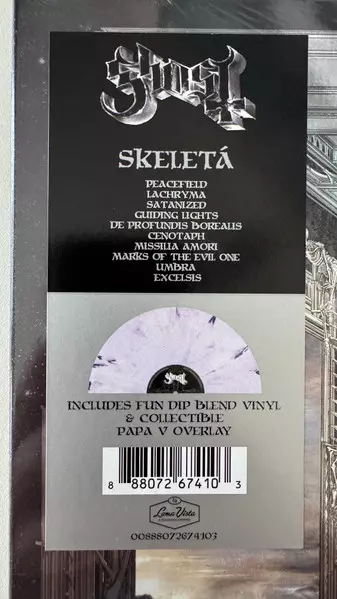 Ghost
SKELETÁ
PEACEFIELD
LACHRYMA
SATANIZED
GUIDING LIGHTS
DE PROFUNDIS BOREALIS
CENOTAPH
MISSILIA AMORI
MARKS OF THE EVIL ONE
UMBRA
EXCELSIS
Ghost
INCLUDES FUN DIP BLEND VINYL
& COLLECTIBLE
PAPA V OVERLAY
8 88072 67410 3
Loma Vista
00888072674103